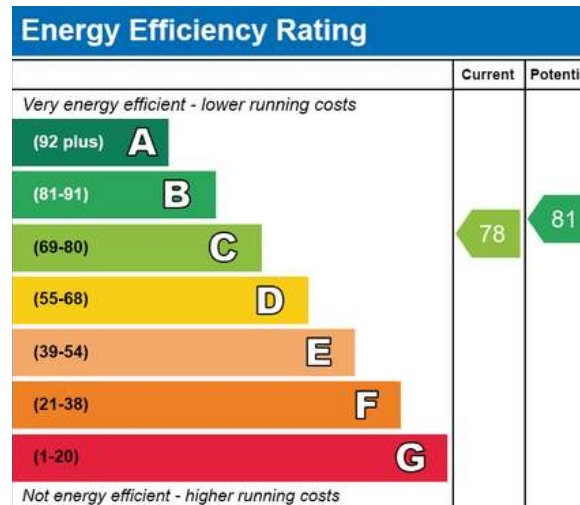 Energy Efficiency Rating
Current Potenti
Very energy efficient - lower running costs
(92 plus) A
(81-91) B
(69-80) C
78
81
(55-68) D
(39-54) E
(21-38) F
(1-20) G
Not energy efficient - higher running costs